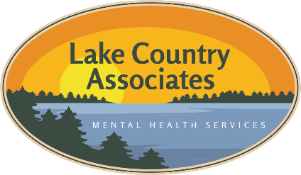 Lake Country
Associates
MENTAL HEALTH SERVICES